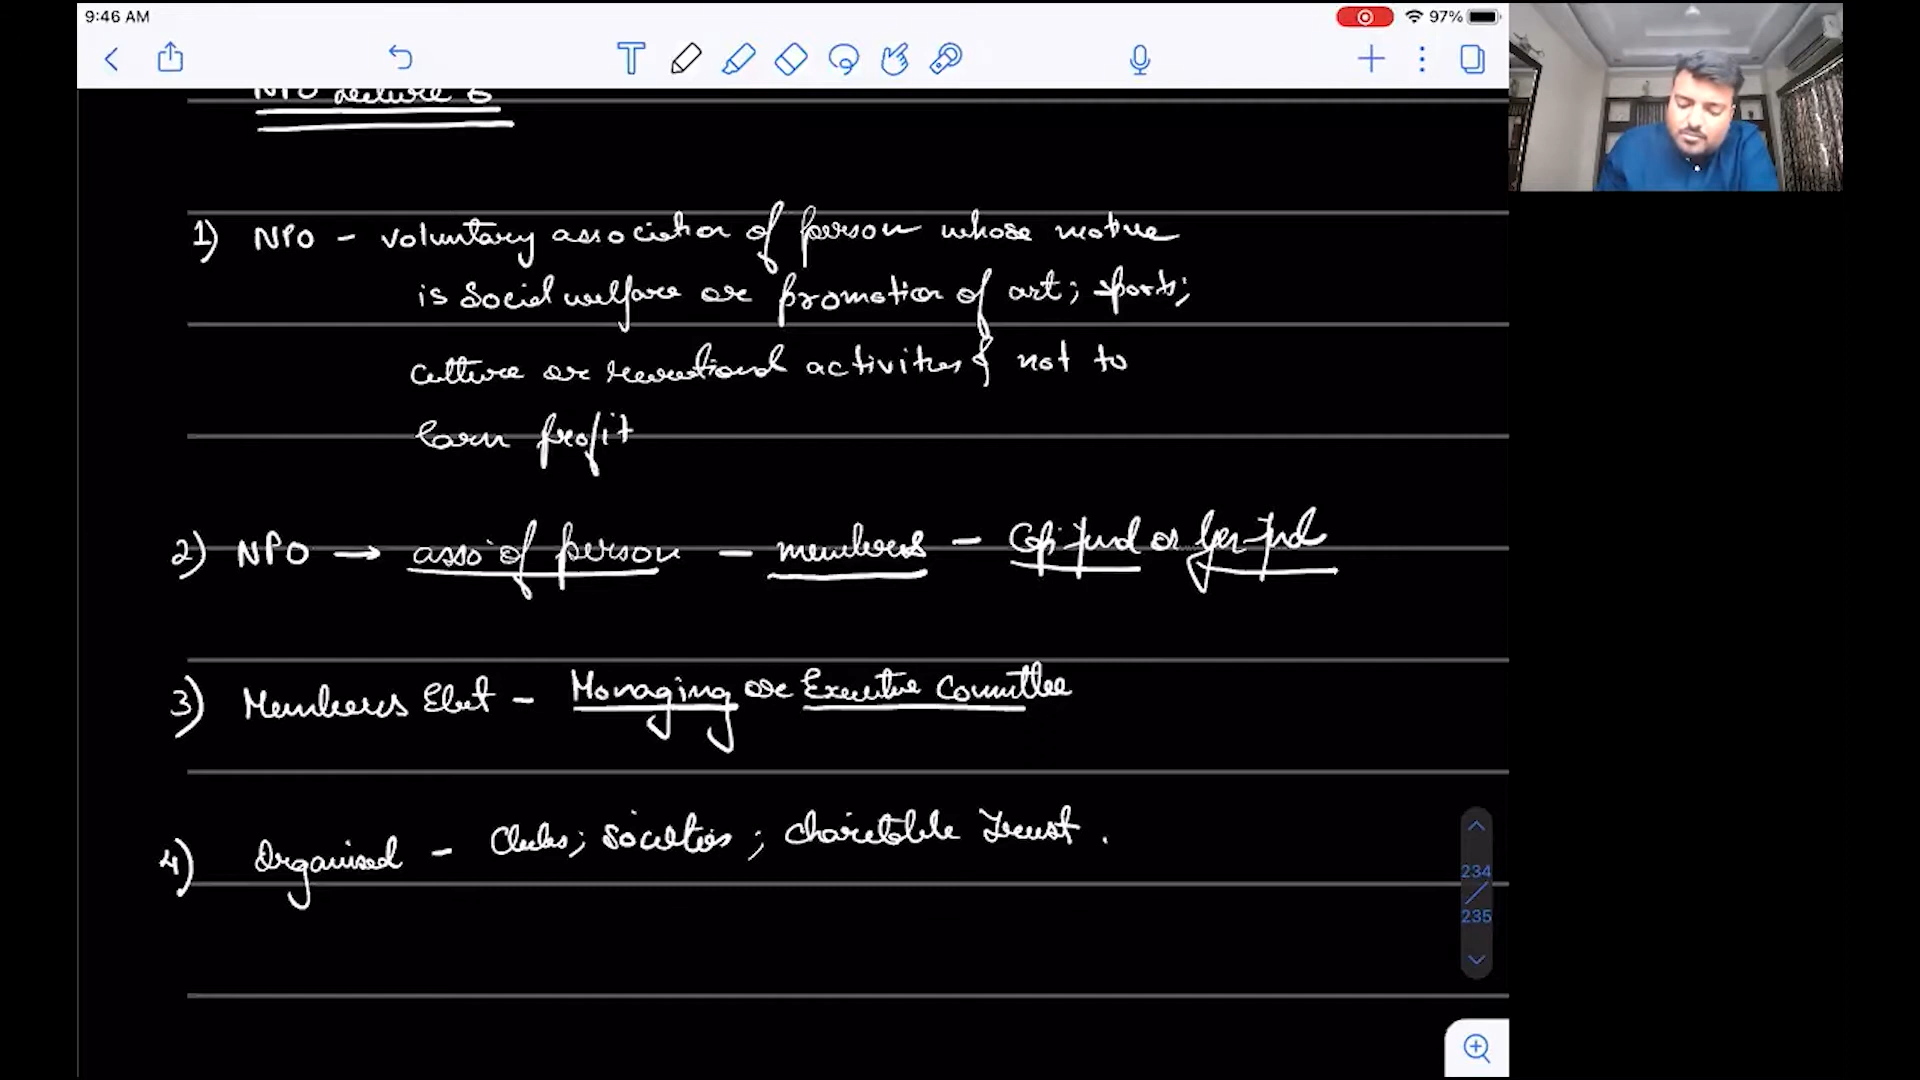 9:46 AM
97%
NPO Lecture 6
1) NPO - voluntary association of person whose motive
is social welfare or promotion of art; sports;
culture or recreational activities & not to
earn profit
2) NPO → asso. of person - members - Cap. fund or Gen. fund
3) Members Elect - Managing or Executive Committee
4) Organised - Clubs; Societies; Charitable Trust.
234
235